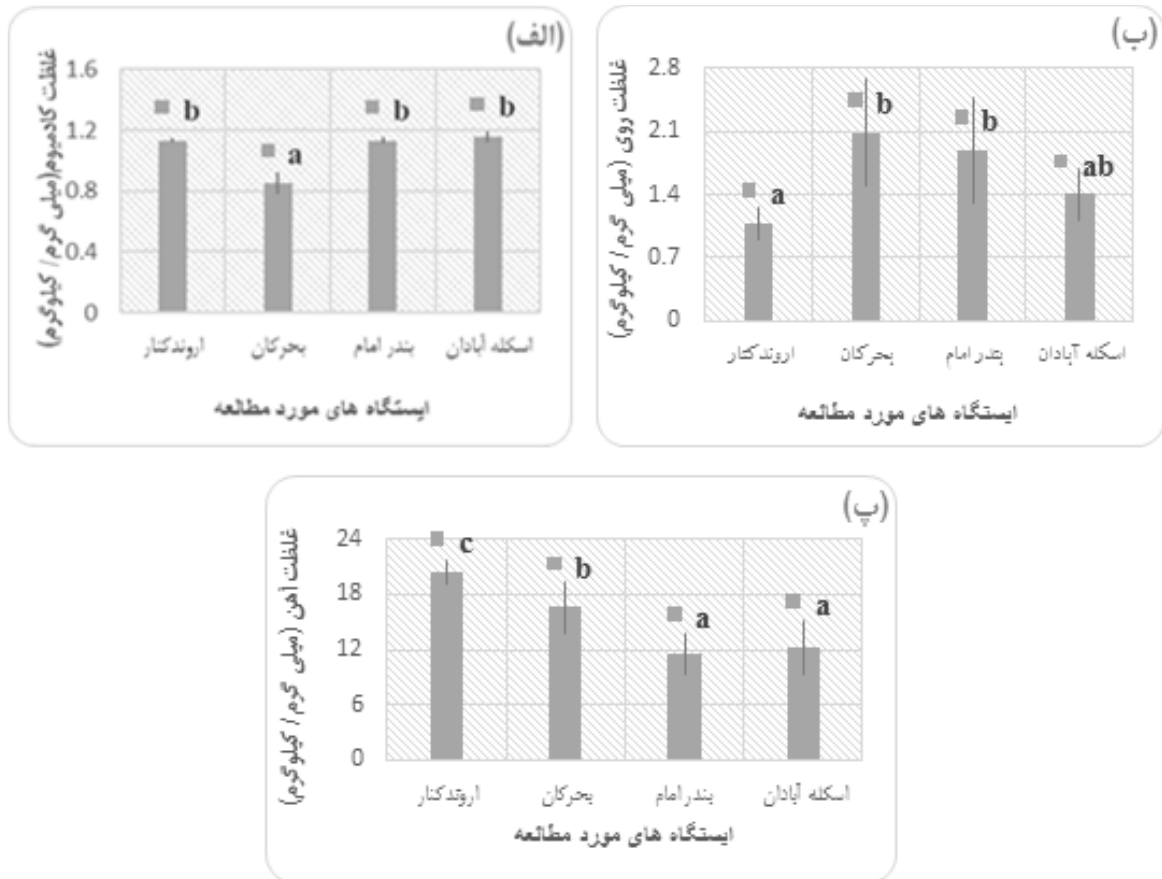 (الف)
غلظت کادمیوم(میلی گرم / کیلوگرم)
1.6
1.2
0.8
0.4
0
b
a
b
b
اروندکنار
بحرکان
بندر امام
اسکله آبادان
ایستگاه های مورد مطالعه
(ب)
غلظت روی (میلی گرم / کیلوگرم)
2.8
2.1
1.4
0.7
0
a
b
b
ab
اروندکنار
بحرکان
بندر امام
اسکله آبادان
ایستگاه های مورد مطالعه
(پ)
غلظت آهن (میلی گرم / کیلوگرم)
24
18
12
6
0
c
b
a
a
اروندکنار
بحرکان
بندر امام
اسکله آبادان
ایستگاه های مورد مطالعه